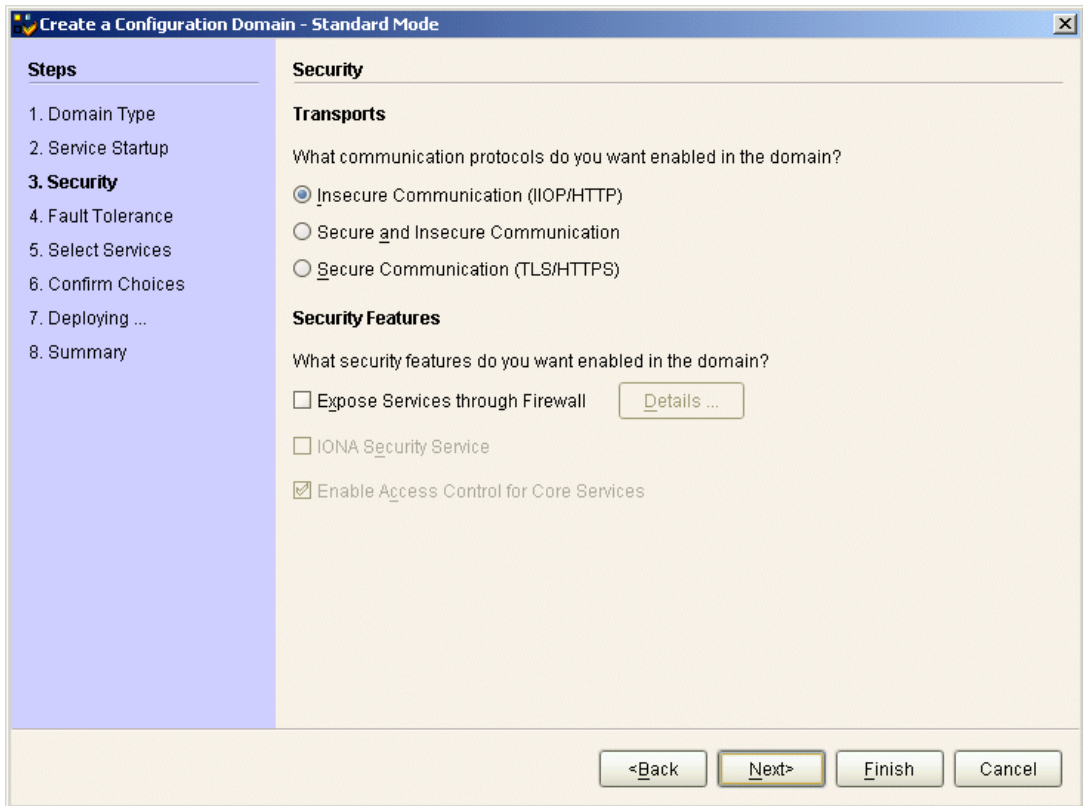 Create a Configuration Domain - Standard Mode
Steps
1. Domain Type
2. Service Startup
3. Security
4. Fault Tolerance
5. Select Services
6. Confirm Choices
7. Deploying ...
8. Summary
Security
Transports
What communication protocols do you want enabled in the domain?
Insecure Communication (IIOP/HTTP)
Secure and Insecure Communication
Secure Communication (TLS/HTTPS)
Security Features
What security features do you want enabled in the domain?
Expose Services through Firewall Details ...
IONA Security Service
Enable Access Control for Core Services
<Back Next> Finish Cancel